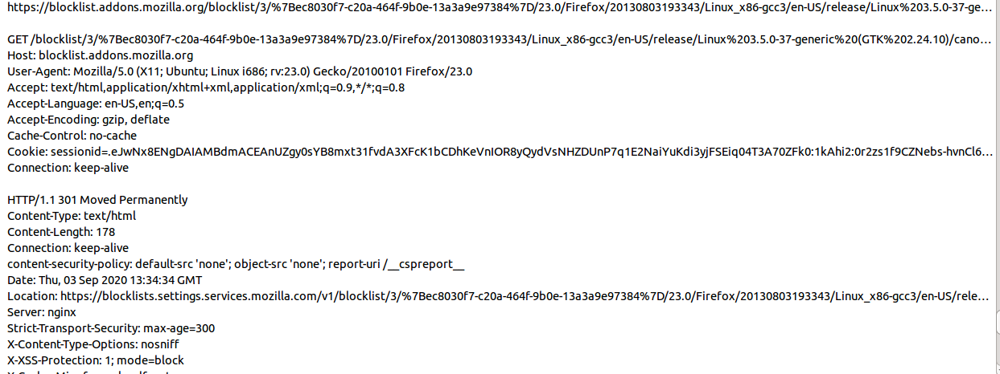 https://blocklist.addons.mozilla.org/blocklist/3/%7Bec8030f7-c20a-464f-9b0e-13a3a9e97384%7D/23.0/Firefox/20130803193343/Linux_x86-gcc3/en-US/release/Linux%203.5.0-37-ge...
GET /blocklist/3/%7Bec8030f7-c20a-464f-9b0e-13a3a9e97384%7D/23.0/Firefox/20130803193343/Linux_x86-gcc3/en-US/release/Linux%203.5.0-37-generic%20(GTK%202.24.10)/cano...
Host: blocklist.addons.mozilla.org
User-Agent: Mozilla/5.0 (X11; Ubuntu; Linux i686; rv:23.0) Gecko/20100101 Firefox/23.0
Accept: text/html,application/xhtml+xml,application/xml;q=0.9,*/*;q=0.8
Accept-Language: en-US,en;q=0.5
Accept-Encoding: gzip, deflate
Cache-Control: no-cache
Cookie: sessionid=.eJwNx8ENgDAIAMBdmACEAnUZgy0sYB8mxt31fvdA3XFcK1bCDhKeVnIOR8yQydVsNHZDUnP7q1E2NaiYuKdi3yjFSEiq04T3A70ZFk0:1kAhi2:0r2zs1f9CZNebs-hvnCl6...
Connection: keep-alive
HTTP/1.1 301 Moved Permanently
Content-Type: text/html
Content-Length: 178
Connection: keep-alive
content-security-policy: default-src 'none'; object-src 'none'; report-uri /__cspreport__
Date: Thu, 03 Sep 2020 13:34:34 GMT
Location: https://blocklists.settings.services.mozilla.com/v1/blocklist/3/%7Bec8030f7-c20a-464f-9b0e-13a3a9e97384%7D/23.0/Firefox/20130803193343/Linux_x86-gcc3/en-US/rele...
Server: nginx
Strict-Transport-Security: max-age=300
X-Content-Type-Options: nosniff
X-XSS-Protection: 1; mode=block